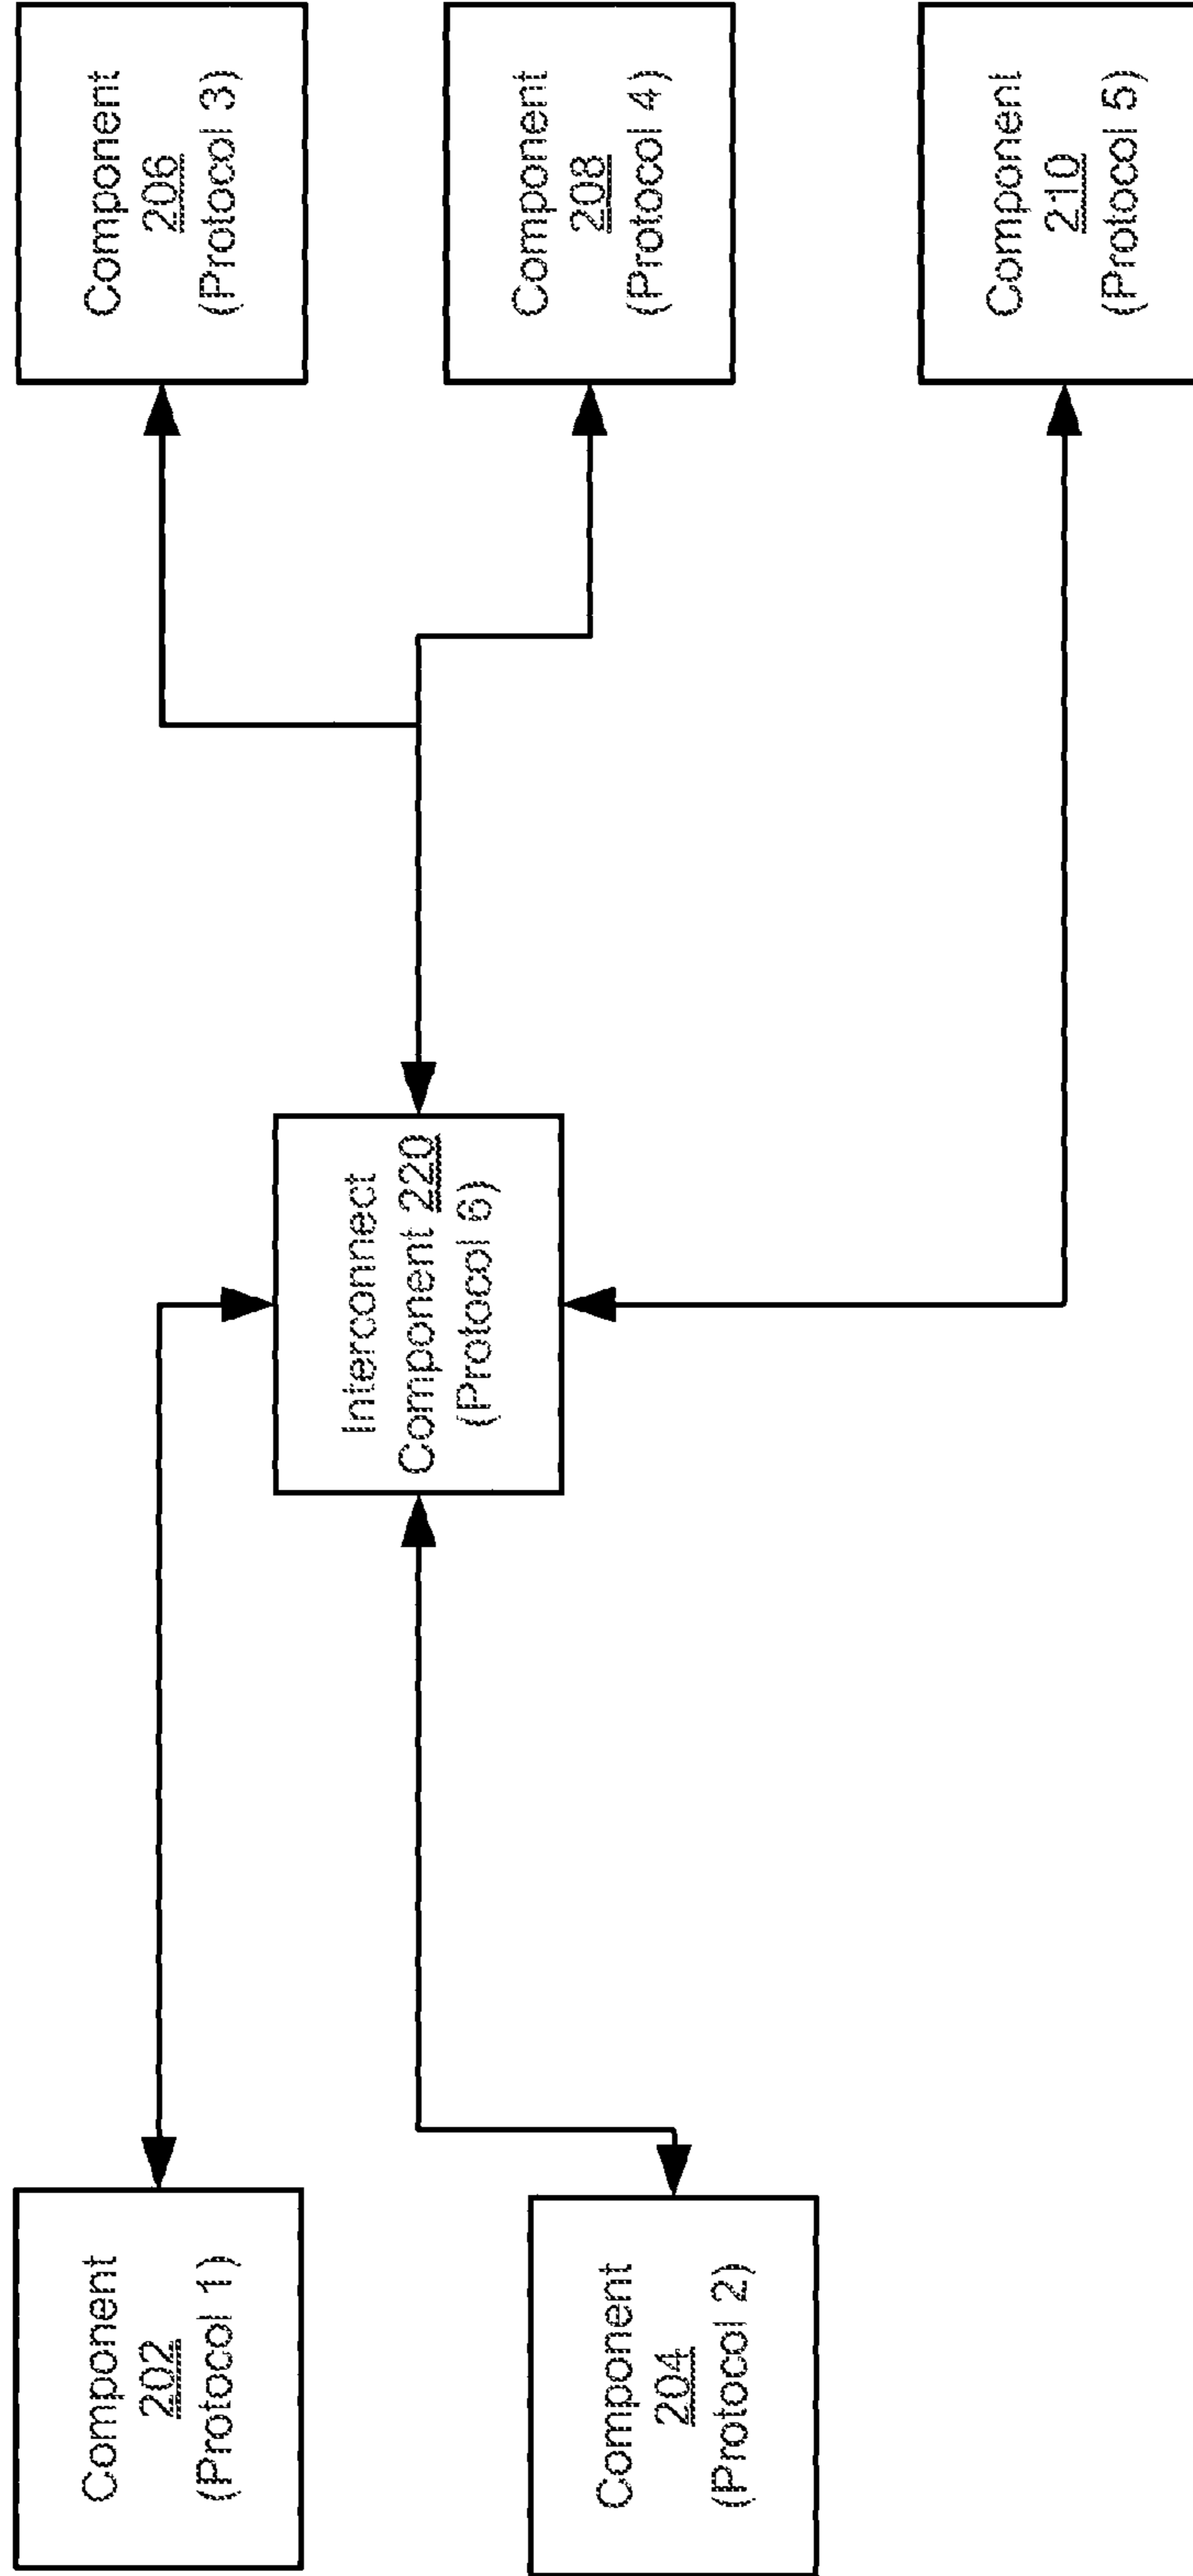 Component
202
(Protocol 1)
Component
204
(Protocol 2)
Interconnect
Component 220
(Protocol 6)
Component
206
(Protocol 3)
Component
208
(Protocol 4)
Component
210
(Protocol 5)